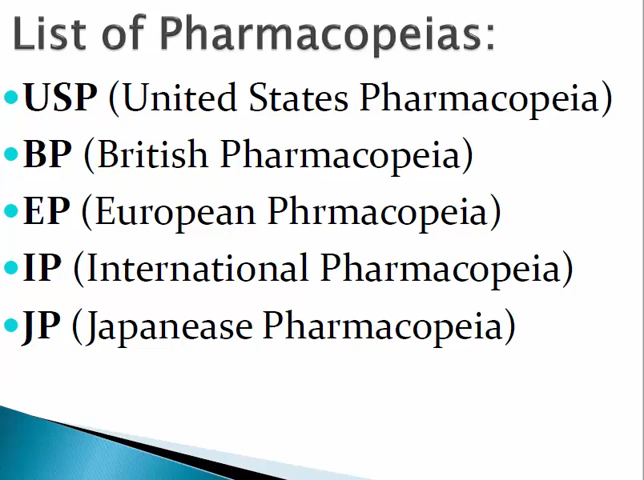 List of Pharmacopeias:
•USP (United States Pharmacopeia)
•BP (British Pharmacopeia)
•EP (European Phrmacopeia)
•IP (International Pharmacopeia)
•JP (Japanease Pharmacopeia)